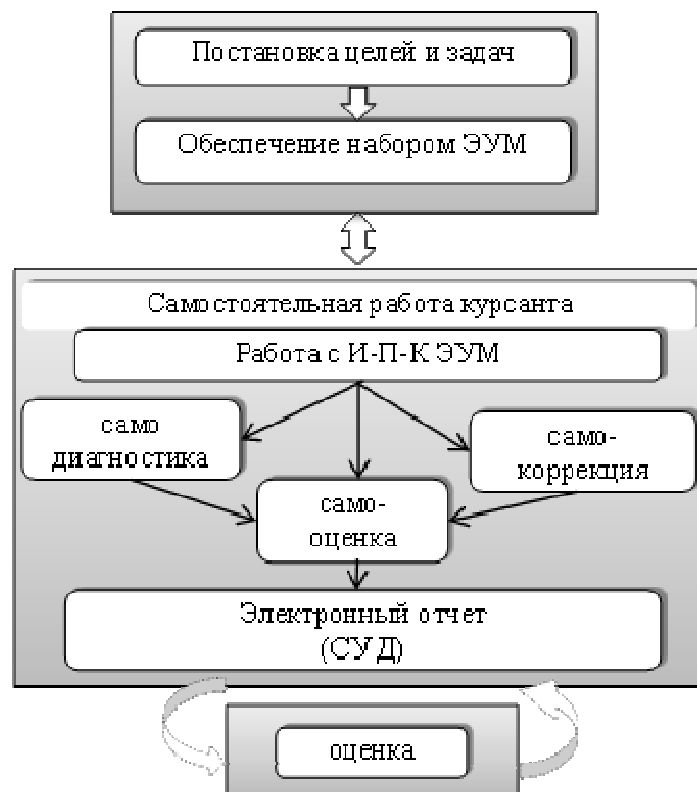 Постановка целей и задач
Обеспечение набором ЭУМ
Самостоятельная работа курсанта
Работа с И-П-К ЭУМ
само
диагностика
само-
коррекция
само-
оценка
Электронный отчет
(СУД)
оценка